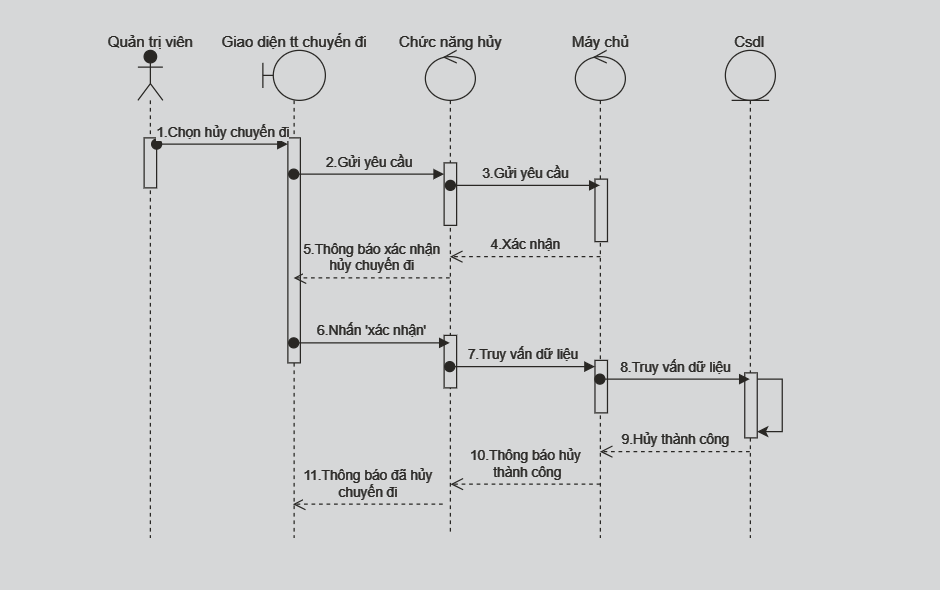 Quản trị viên
Giao diện tt chuyến đi
Chức năng hủy
Máy chủ
Csdl
1.Chọn hủy chuyến đi
2.Gửi yêu cầu
3.Gửi yêu cầu
4.Xác nhận
5.Thông báo xác nhận
hủy chuyến đi
6.Nhấn 'xác nhận'
7.Truy vấn dữ liệu
8.Truy vấn dữ liệu
9.Hủy thành công
10.Thông báo hủy
thành công
11.Thông báo đã hủy
chuyến đi